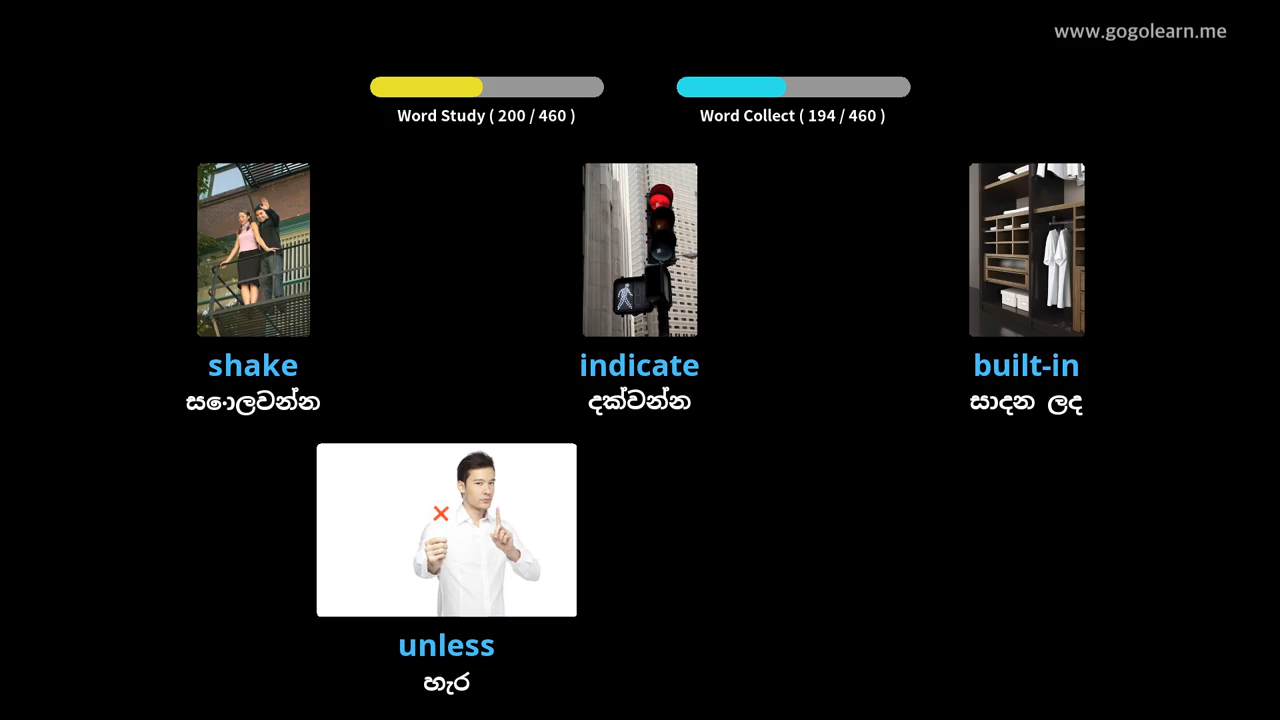 www.gogolearn.me
Word Study ( 200 / 460 )
Word Collect ( 194 / 460 )
shake
indicate
built-in
සොලවන්න
දක්වන්න
සාදන ලද
unless
හැර